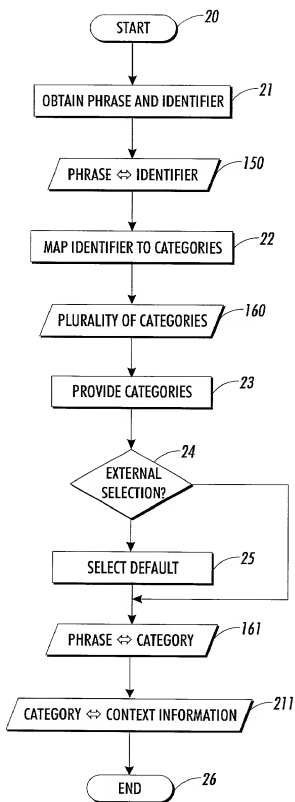 START 20
OBTAIN PHRASE AND IDENTIFIER 21
PHRASE ⇔ IDENTIFIER 150
MAP IDENTIFIER TO CATEGORIES 22
PLURALITY OF CATEGORIES 160
PROVIDE CATEGORIES 23
24
EXTERNAL
SELECTION?
SELECT DEFAULT 25
PHRASE ⇔ CATEGORY 161
CATEGORY ⇔ CONTEXT INFORMATION 211
END 26